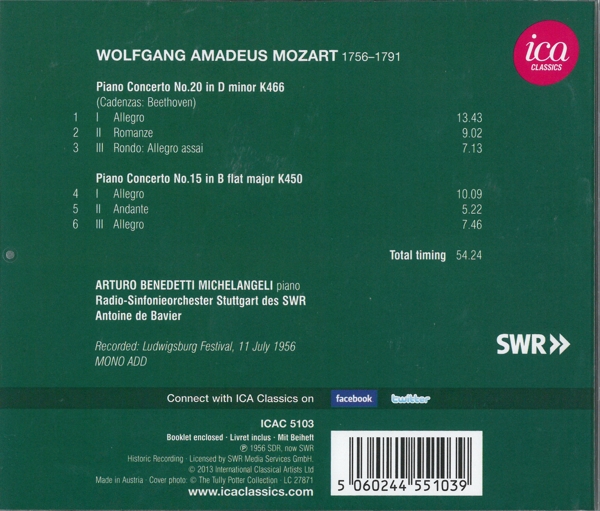 WOLFGANG AMADEUS MOZART 1756–1791
ica
CLASSICS
Piano Concerto No.20 in D minor K466
(Cadenzas: Beethoven)
1 I Allegro 13.43
2 II Romanze 9.02
3 III Rondo: Allegro assai 7.13
Piano Concerto No.15 in B flat major K450
4 I Allegro 10.09
5 II Andante 5.22
6 III Allegro 7.46
Total timing 54.24
ARTURO BENEDETTI MICHELANGELI piano
Radio-Sinfonieorchester Stuttgart des SWR
Antoine de Bavier
Recorded: Ludwigsburg Festival, 11 July 1956
MONO ADD
SWR
Connect with ICA Classics on facebook twitter
ICAC 5103
Booklet enclosed · Livret inclus · Mit Beiheft
℗ 1956 SDR, now SWR
Historic Recording · Licensed by SWR Media Services GmbH.
© 2013 International Classical Artists Ltd
Made in Austria · Cover photo: © The Tully Potter Collection · LC 27871
www.icaclassics.com
5 060244 551039